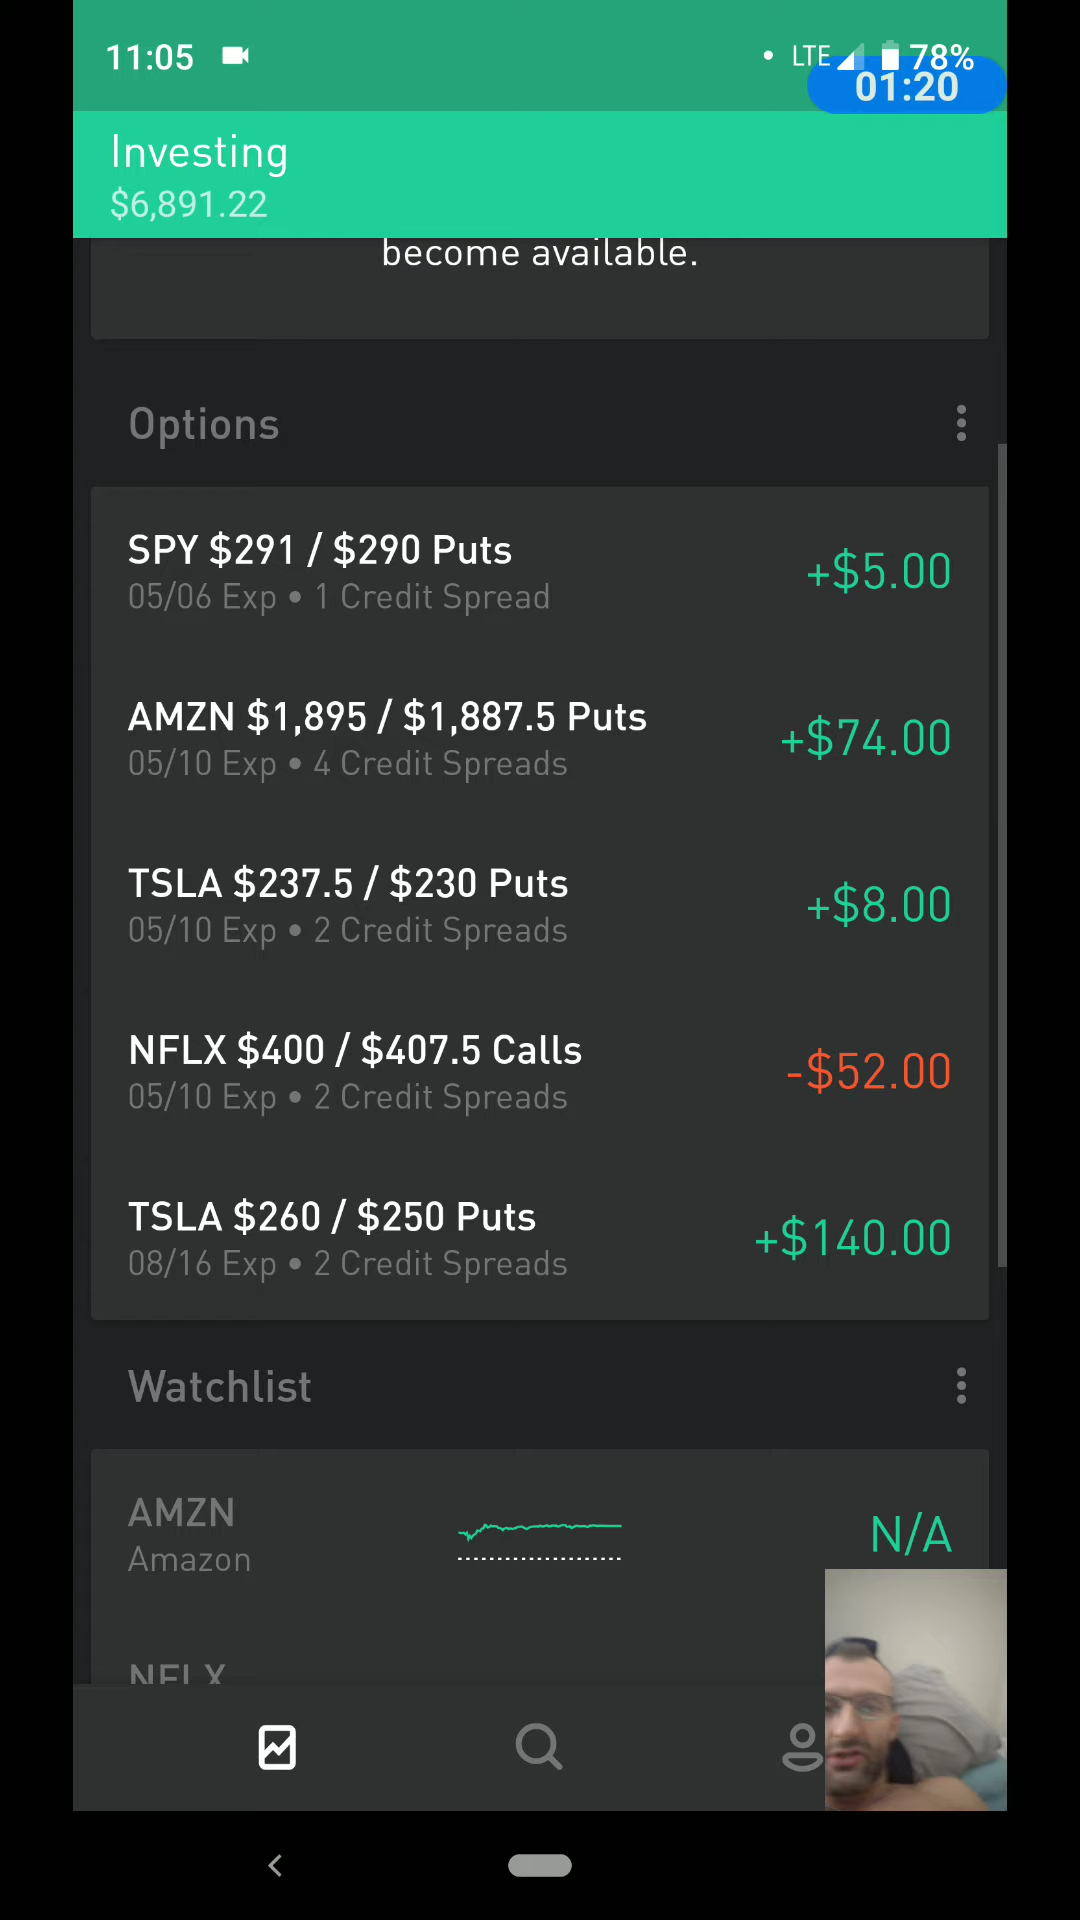 11:05
LTE 78%
01:20
Investing
$6,891.22
become available.
Options
SPY $291 / $290 Puts
05/06 Exp • 1 Credit Spread
+$5.00
AMZN $1,895 / $1,887.5 Puts
05/10 Exp • 4 Credit Spreads
+$74.00
TSLA $237.5 / $230 Puts
05/10 Exp • 2 Credit Spreads
+$8.00
NFLX $400 / $407.5 Calls
05/10 Exp • 2 Credit Spreads
-$52.00
TSLA $260 / $250 Puts
08/16 Exp • 2 Credit Spreads
+$140.00
Watchlist
AMZN
Amazon
N/A
NFLX